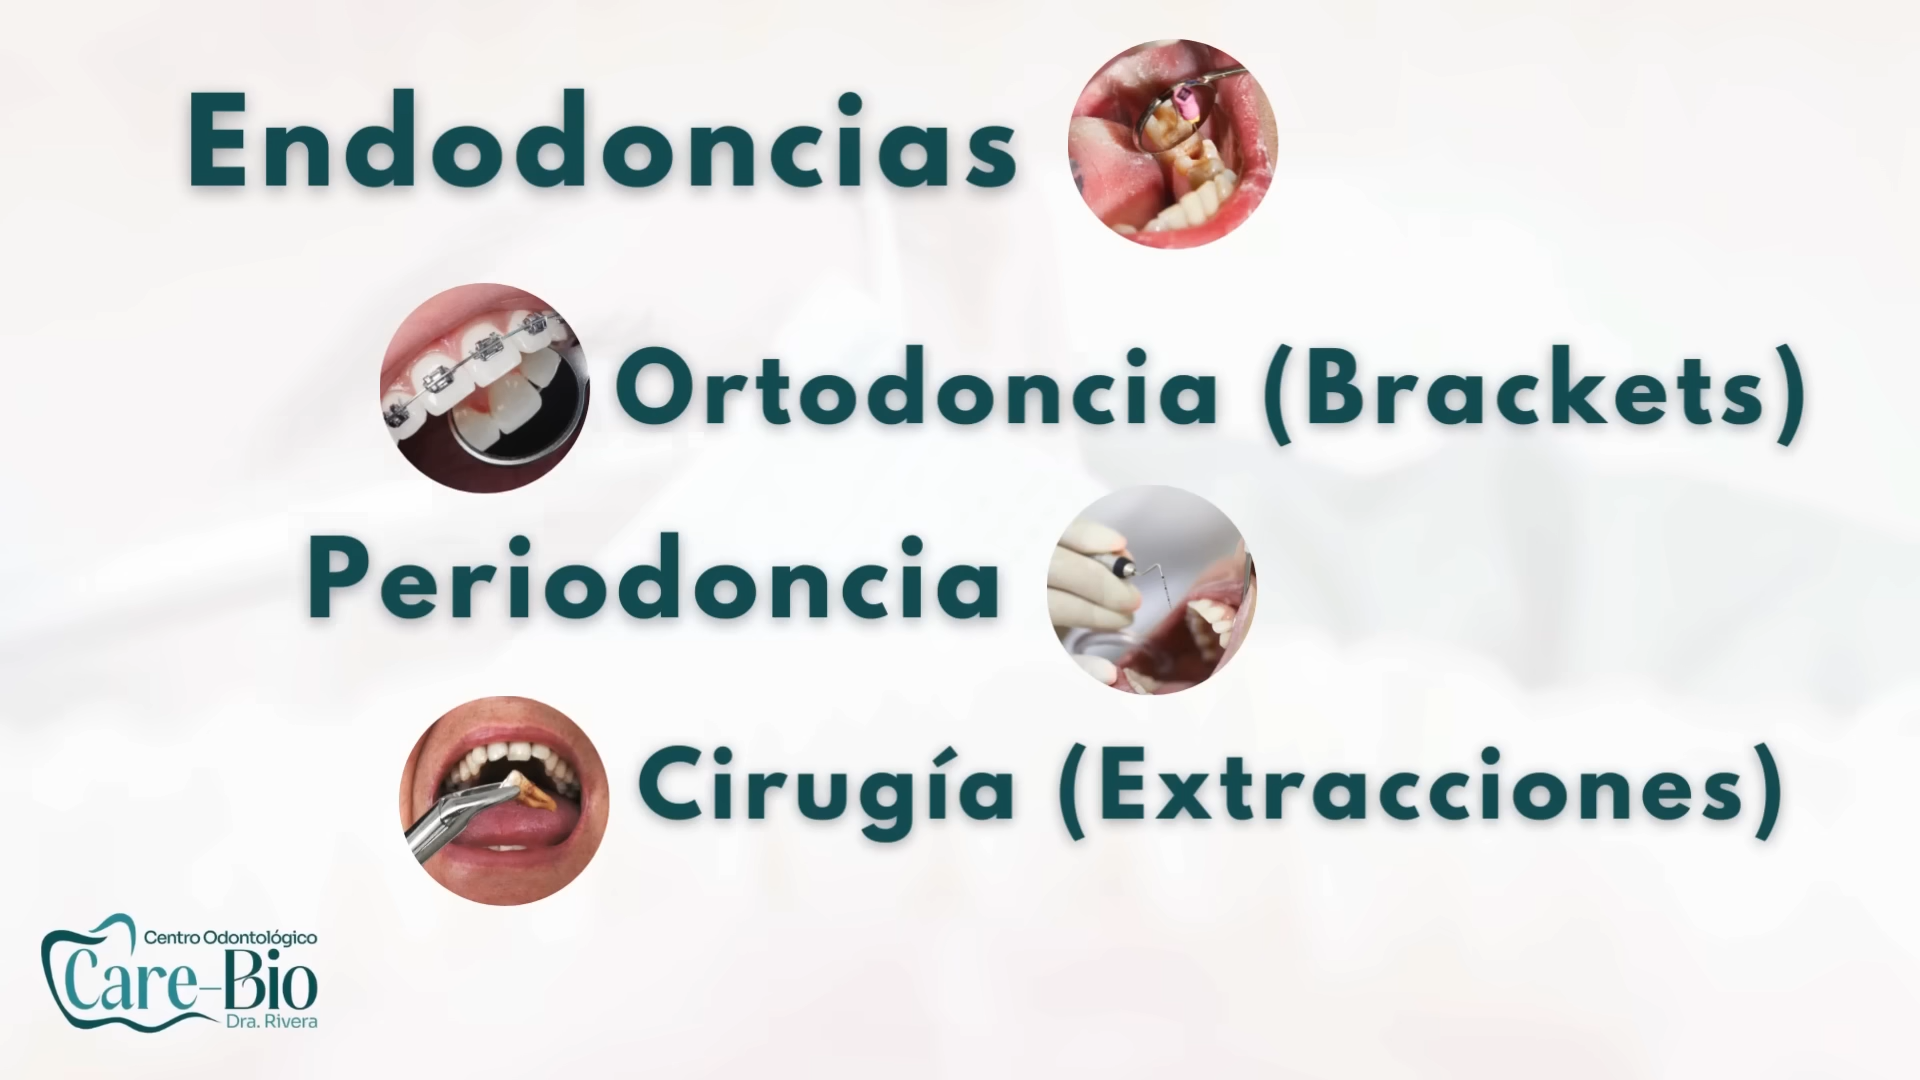 Endodoncias
Ortodoncia (Brackets)
Periodoncia
Cirugía (Extracciones)
Centro Odontológico
Care-Bio
Dra. Rivera